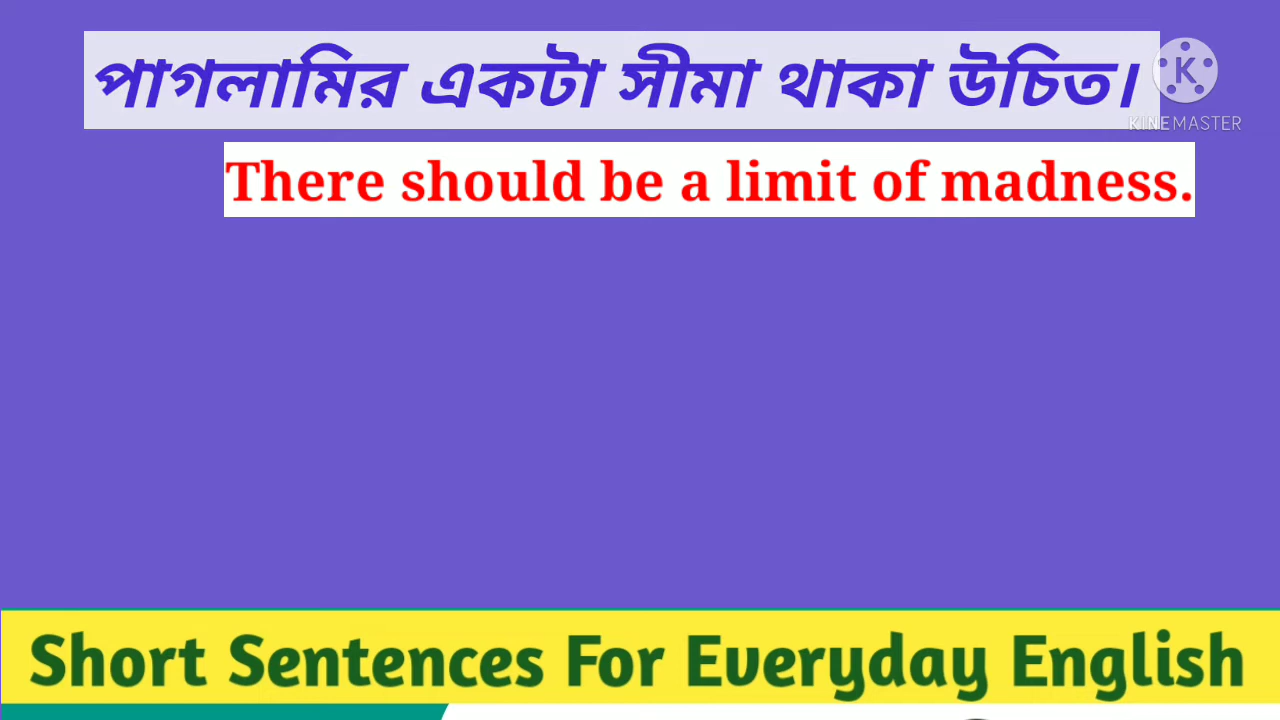 পাগলামির একটা সীমা থাকা উচিত।
KINEMASTER
There should be a limit of madness.
Short Sentences For Everyday English